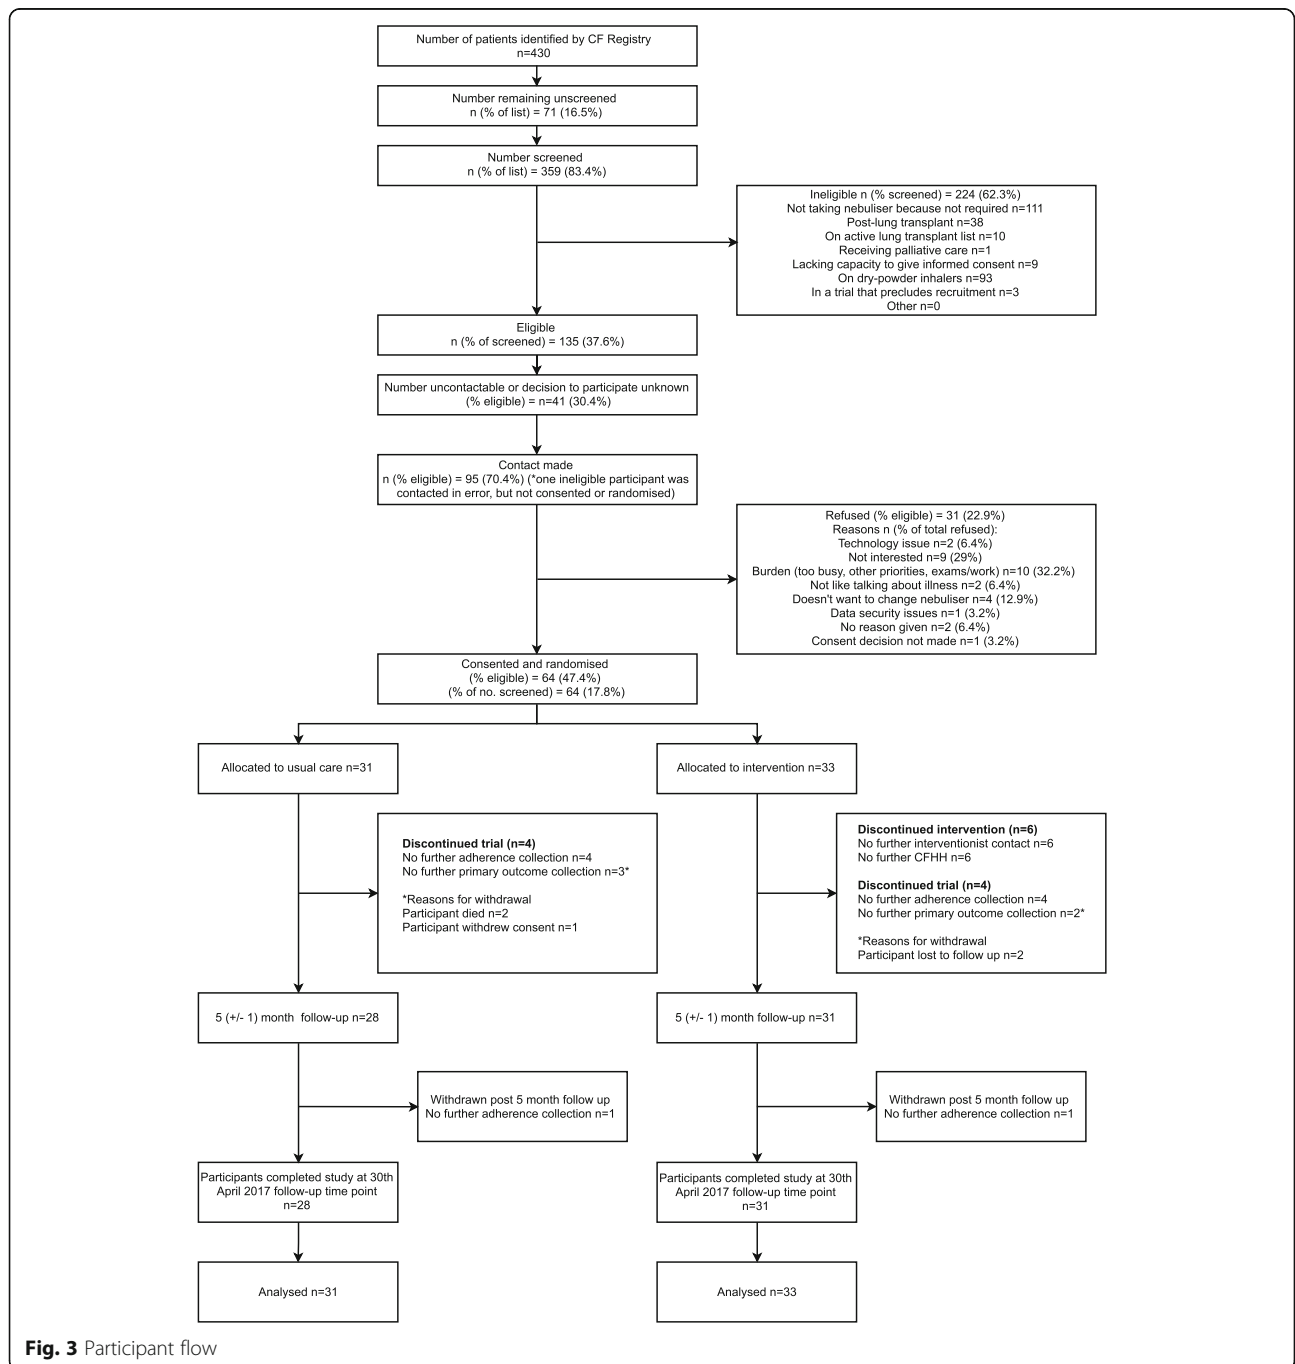 Number of patients identified by CF Registry
n=430
Number remaining unscreened
n (% of list) = 71 (16.5%)
Number screened
n (% of list) = 359 (83.4%)
Ineligible n (% screened) = 224 (62.3%)
Not taking nebuliser because not required n=111
Post-lung transplant n=38
On active lung transplant list n=10
Receiving palliative care n=1
Lacking capacity to give informed consent n=9
On dry-powder inhalers n=93
In a trial that precludes recruitment n=3
Other n=0
Eligible
n (% of screened) = 135 (37.6%)
Number uncontactable or decision to participate unknown
(% eligible) = n=41 (30.4%)
Contact made
n (% eligible) = 95 (70.4%) (*one ineligible participant was
contacted in error, but not consented or randomised)
Refused (% eligible) = 31 (22.9%)
Reasons n (% of total refused):
Technology issue n=2 (6.4%)
Not interested n=9 (29%)
Burden (too busy, other priorities, exams/work) n=10 (32.2%)
Not like talking about illness n=2 (6.4%)
Doesn't want to change nebuliser n=4 (12.9%)
Data security issues n=1 (3.2%)
No reason given n=2 (6.4%)
Consent decision not made n=1 (3.2%)
Consented and randomised
(% eligible) = 64 (47.4%)
(% of no. screened) = 64 (17.8%)
Allocated to usual care n=31
Allocated to intervention n=33
Discontinued trial (n=4)
No further adherence collection n=4
No further primary outcome collection n=3*
*Reasons for withdrawal
Participant died n=2
Participant withdrew consent n=1
Discontinued intervention (n=6)
No further interventionist contact n=6
No further CFHH n=6
Discontinued trial (n=4)
No further adherence collection n=4
No further primary outcome collection n=2*
*Reasons for withdrawal
Participant lost to follow up n=2
5 (+/- 1) month follow-up n=28
5 (+/- 1) month follow-up n=31
Withdrawn post 5 month follow up
No further adherence collection n=1
Withdrawn post 5 month follow up
No further adherence collection n=1
Participants completed study at 30th
April 2017 follow-up time point
n=28
Participants completed study at 30th
April 2017 follow-up time point
n=31
Analysed n=31
Analysed n=33
Fig. 3 Participant flow